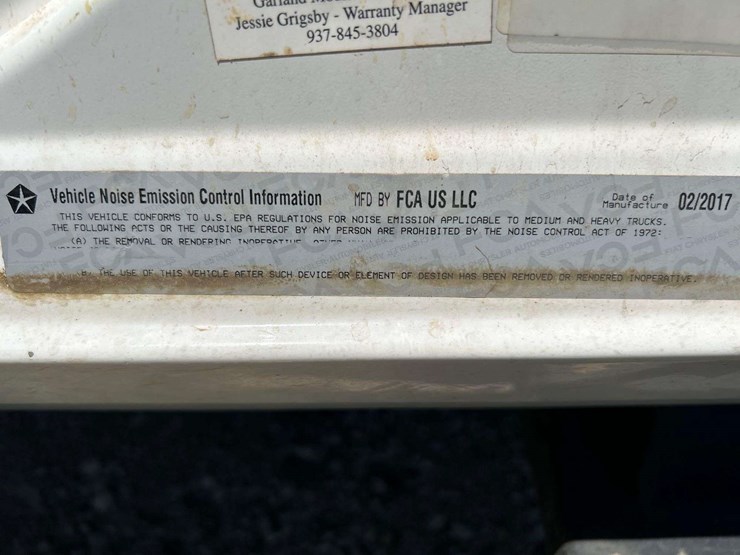 Jessie Grigsby - Warranty Manager
937-845-3804
Vehicle Noise Emission Control Information MFD BY FCA US LLC Date of Manufacture 02/2017
THIS VEHICLE CONFORMS TO U.S. EPA REGULATIONS FOR NOISE EMISSION APPLICABLE TO MEDIUM AND HEAVY TRUCKS.
THE FOLLOWING ACTS OR THE CAUSING THEREOF BY ANY PERSON ARE PROHIBITED BY THE NOISE CONTROL ACT OF 1972:
(A) THE REMOVAL OR RENDERING INOPERATIVE
THE USE OF THIS VEHICLE AFTER SUCH DEVICE OR ELEMENT OF DESIGN HAS BEEN REMOVED OR RENDERED INOPERATIVE.